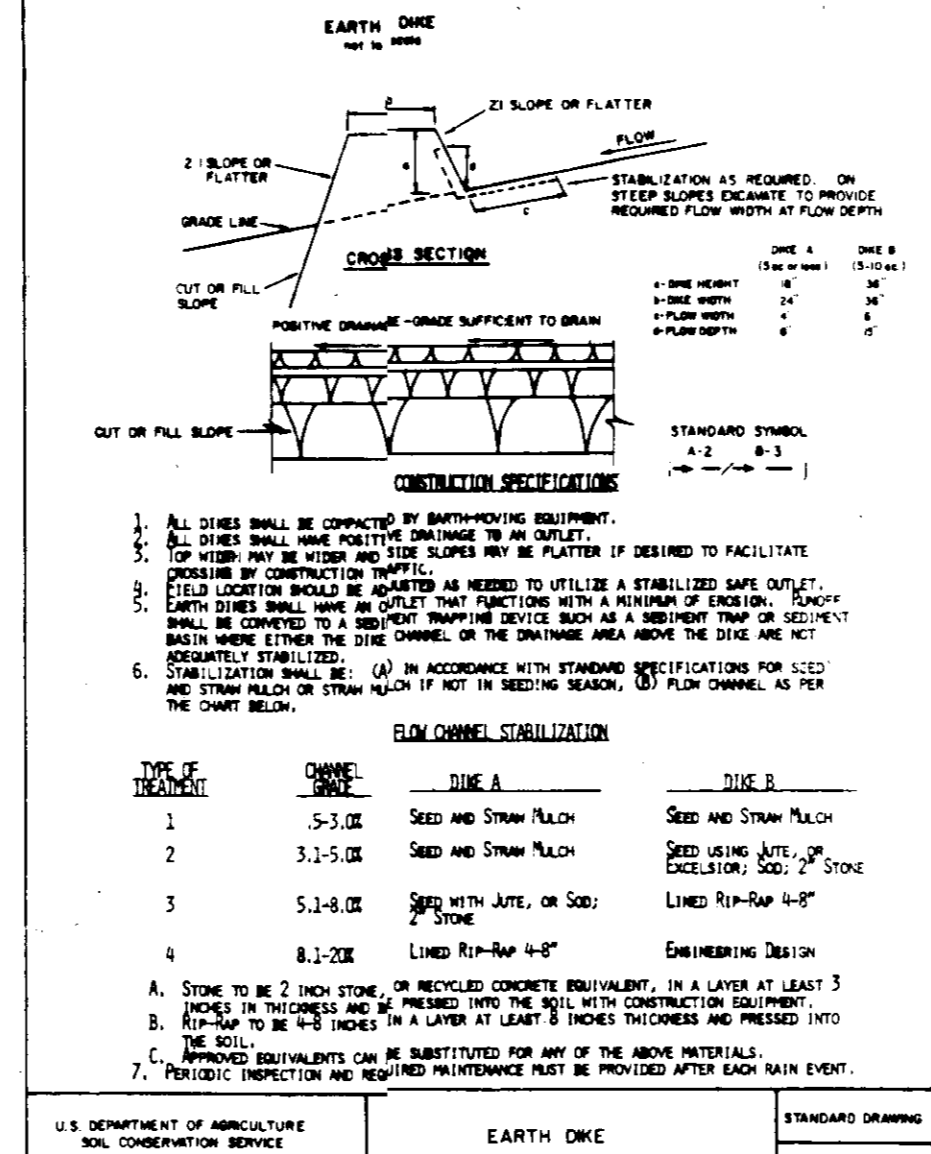 EARTH DIKE
not to scale
b
2:1 SLOPE OR FLATTER
FLOW
2:1 SLOPE OR
FLATTER
a
STABILIZATION AS REQUIRED. ON
STEEP SLOPES EXCAVATE TO PROVIDE
REQUIRED FLOW WIDTH AT FLOW DEPTH
c
GRADE LINE
CROSS SECTION
CUT OR FILL
SLOPE
DIKE A DIKE B
(5 ac or less) (5-10 ac)
a-DIKE HEIGHT 18" 36"
b-DIKE WIDTH 24" 36"
c-FLOW WIDTH 4' 6'
d-FLOW DEPTH 8" 15"
POSITIVE DRAINAGE-GRADE SUFFICIENT TO DRAIN
CUT OR FILL SLOPE
STANDARD SYMBOL
A-2 B-3
CONSTRUCTION SPECIFICATIONS
1. ALL DIKES SHALL BE COMPACTED BY EARTH-MOVING EQUIPMENT.
2. ALL DIKES SHALL HAVE POSITIVE DRAINAGE TO AN OUTLET.
3. TOP WIDTH MAY BE WIDER AND SIDE SLOPES MAY BE FLATTER IF DESIRED TO FACILITATE
CROSSING BY CONSTRUCTION TRAFFIC.
4. FIELD LOCATION SHOULD BE ADJUSTED AS NEEDED TO UTILIZE A STABILIZED SAFE OUTLET.
5. EARTH DIKES SHALL HAVE AN OUTLET THAT FUNCTIONS WITH A MINIMUM OF EROSION. RUNOFF
SHALL BE CONVEYED TO A SEDIMENT TRAPPING DEVICE SUCH AS A SEDIMENT TRAP OR SEDIMENT
BASIN WHERE EITHER THE DIKE CHANNEL OR THE DRAINAGE AREA ABOVE THE DIKE ARE NOT
ADEQUATELY STABILIZED.
6. STABILIZATION SHALL BE: (A) IN ACCORDANCE WITH STANDARD SPECIFICATIONS FOR SEED
AND STRAW MULCH OR STRAW MULCH IF NOT IN SEEDING SEASON, (B) FLOW CHANNEL AS PER
THE CHART BELOW.
FLOW CHANNEL STABILIZATION
TYPE OF TREATMENT CHANNEL GRADE DIKE A DIKE B
1 .5-3.0% SEED AND STRAW MULCH SEED AND STRAW MULCH
2 3.1-5.0% SEED AND STRAW MULCH SEED USING JUTE, OR
EXCELSIOR; SOD; 2" STONE
3 5.1-8.0% SEED WITH JUTE, OR SOD; LINED RIP-RAP 4-8"
2" STONE
4 8.1-20% LINED RIP-RAP 4-8" ENGINEERING DESIGN
A. STONE TO BE 2 INCH STONE, OR RECYCLED CONCRETE EQUIVALENT, IN A LAYER AT LEAST 3
INCHES IN THICKNESS AND BE PRESSED INTO THE SOIL WITH CONSTRUCTION EQUIPMENT.
B. RIP-RAP TO BE 4-8 INCHES IN A LAYER AT LEAST 8 INCHES THICKNESS AND PRESSED INTO
THE SOIL.
C. APPROVED EQUIVALENTS CAN BE SUBSTITUTED FOR ANY OF THE ABOVE MATERIALS.
7. PERIODIC INSPECTION AND REQUIRED MAINTENANCE MUST BE PROVIDED AFTER EACH RAIN EVENT.
U.S. DEPARTMENT OF AGRICULTURE
SOIL CONSERVATION SERVICE
EARTH DIKE
STANDARD DRAWING